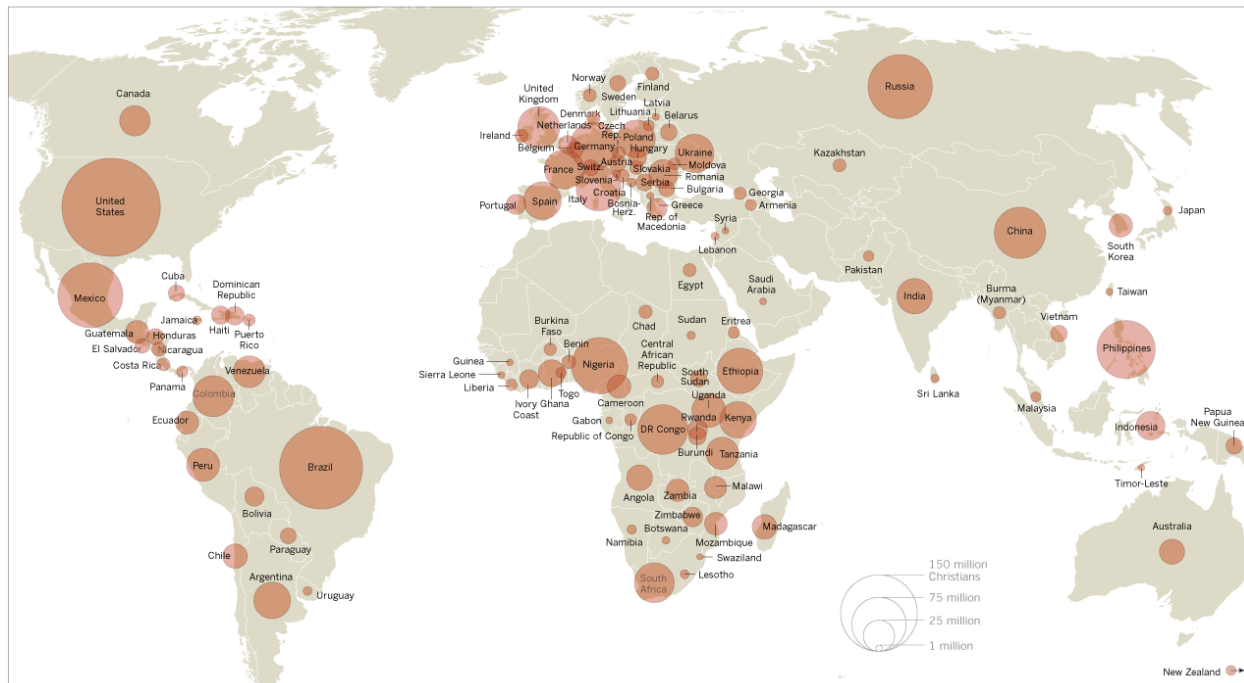 Canada
United
States
Mexico
Cuba
Dominican
Republic
Jamaica
Haiti
Puerto
Rico
Guatemala
Honduras
El Salvador
Nicaragua
Costa Rica
Panama
Venezuela
Colombia
Ecuador
Peru
Brazil
Bolivia
Paraguay
Chile
Argentina
Uruguay
Norway
Sweden
Finland
United
Kingdom
Denmark
Latvia
Lithuania
Belarus
Netherlands
Czech
Rep.
Poland
Ireland
Belgium
Germany
Hungary
Ukraine
Austria
Moldova
France
Switz.
Slovakia
Slovenia
Romania
Serbia
Bulgaria
Portugal
Spain
Italy
Croatia
Bosnia-
Herz.
Greece
Rep. of
Macedonia
Georgia
Armenia
Syria
Lebanon
Russia
Kazakhstan
China
Japan
South
Korea
Pakistan
India
Burma
(Myanmar)
Taiwan
Vietnam
Philippines
Sri Lanka
Malaysia
Indonesia
Papua
New Guinea
Timor-Leste
Australia
New Zealand
Egypt
Saudi
Arabia
Chad
Sudan
Eritrea
Burkina
Faso
Benin
Nigeria
Central
African
Republic
Ethiopia
Guinea
Sierra Leone
Liberia
Ivory
Coast
Ghana
Togo
Cameroon
South
Sudan
Uganda
Gabon
Republic of Congo
DR Congo
Rwanda
Kenya
Burundi
Tanzania
Angola
Zambia
Malawi
Zimbabwe
Mozambique
Madagascar
Namibia
Botswana
Swaziland
Lesotho
South
Africa
150 million
Christians
75 million
25 million
1 million